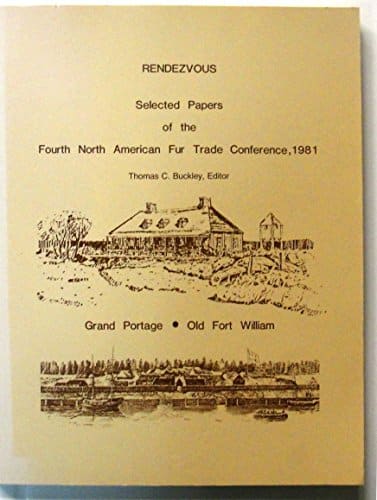 RENDEZVOUS
Selected Papers
of the
Fourth North American Fur Trade Conference,1981
Thomas C. Buckley, Editor
Grand Portage • Old Fort William